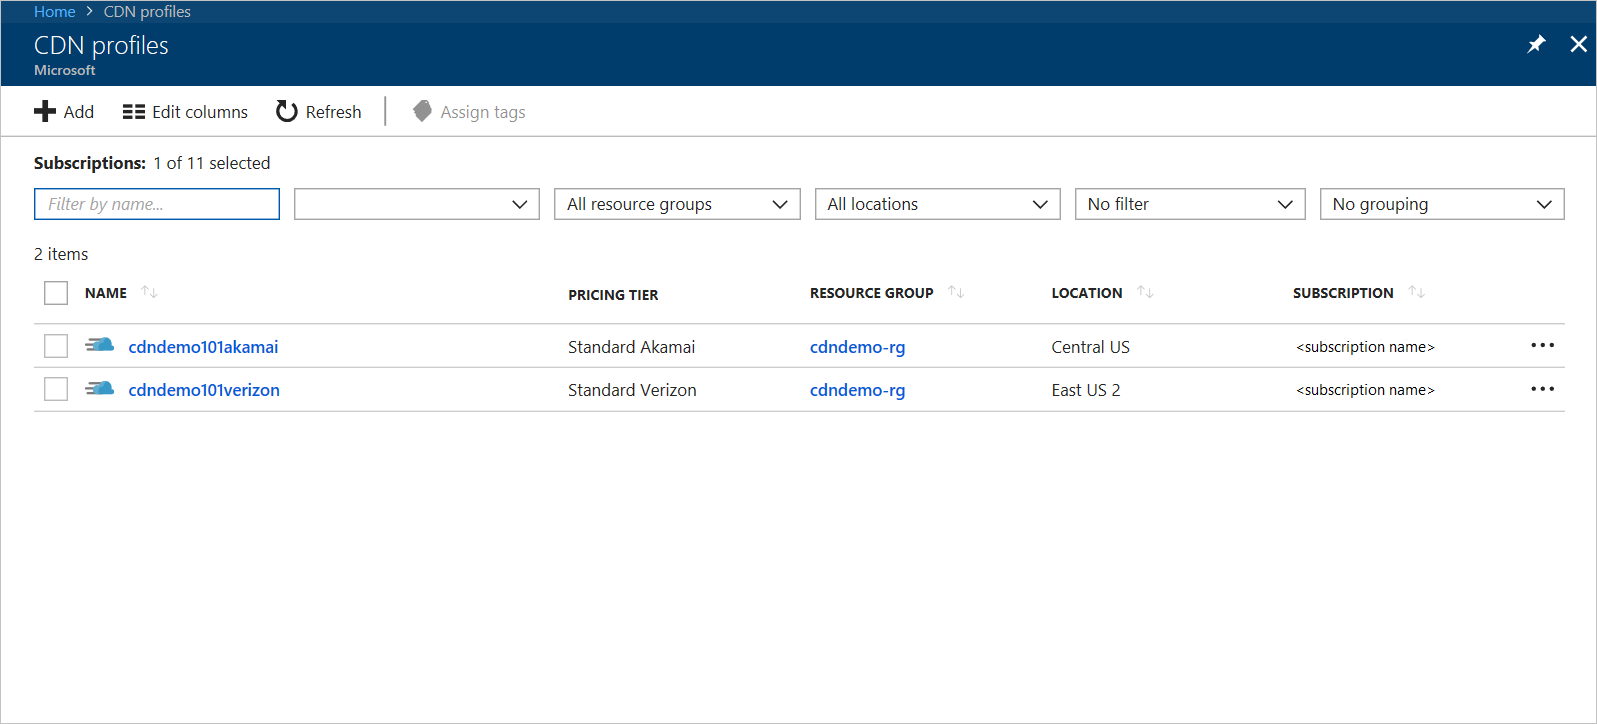 Home > CDN profiles
CDN profiles
Microsoft
Add Edit columns Refresh Assign tags
Subscriptions: 1 of 11 selected
Filter by name... All resource groups All locations No filter No grouping
2 items
NAME PRICING TIER RESOURCE GROUP LOCATION SUBSCRIPTION
cdndemo101akamai Standard Akamai cdndemo-rg Central US <subscription name>
cdndemo101verizon Standard Verizon cdndemo-rg East US 2 <subscription name>